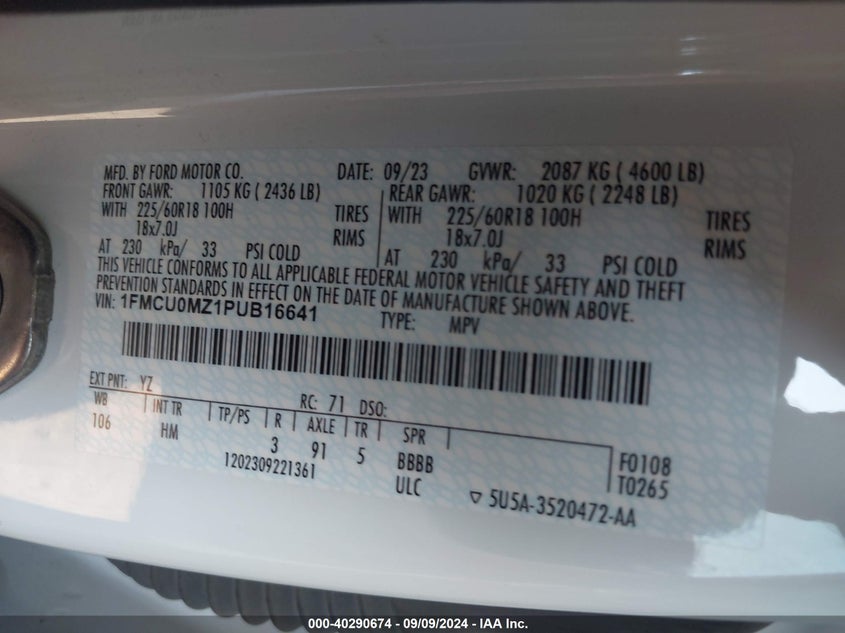 MFD. BY FORD MOTOR CO. DATE: 09/23 GVWR: 2087 KG ( 4600 LB)
FRONT GAWR: 1105 KG ( 2436 LB) REAR GAWR: 1020 KG ( 2248 LB)
WITH 225/60R18 100H TIRES WITH 225/60R18 100H TIRES
18x7.0J RIMS 18x7.0J RIMS
AT 230 kPa/ 33 PSI COLD AT 230 kPa/ 33 PSI COLD
THIS VEHICLE CONFORMS TO ALL APPLICABLE FEDERAL MOTOR VEHICLE SAFETY AND THEFT
PREVENTION STANDARDS IN EFFECT ON THE DATE OF MANUFACTURE SHOWN ABOVE.
VIN: 1FMCU0MZ1PUB16641 TYPE: MPV
EXT PNT: YZ RC: 71 DSO:
WB INT TR TP/PS R AXLE TR SPR
106 HM 3 91 5 BBBB F0108
1202309221361 ULC T0265
▽ 5U5A-3520472-AA
000-40290674 / 09/09/2024 - IAA Inc.